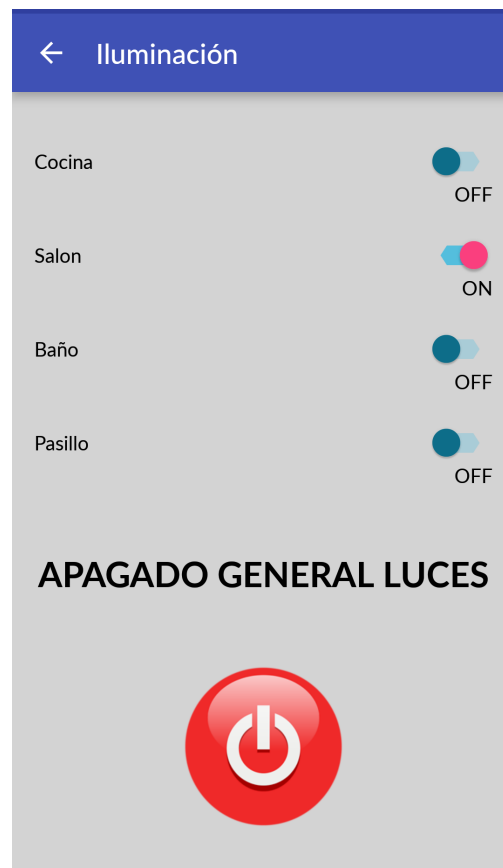 Iluminación
Cocina
OFF
Salon
ON
Baño
OFF
Pasillo
OFF
APAGADO GENERAL LUCES